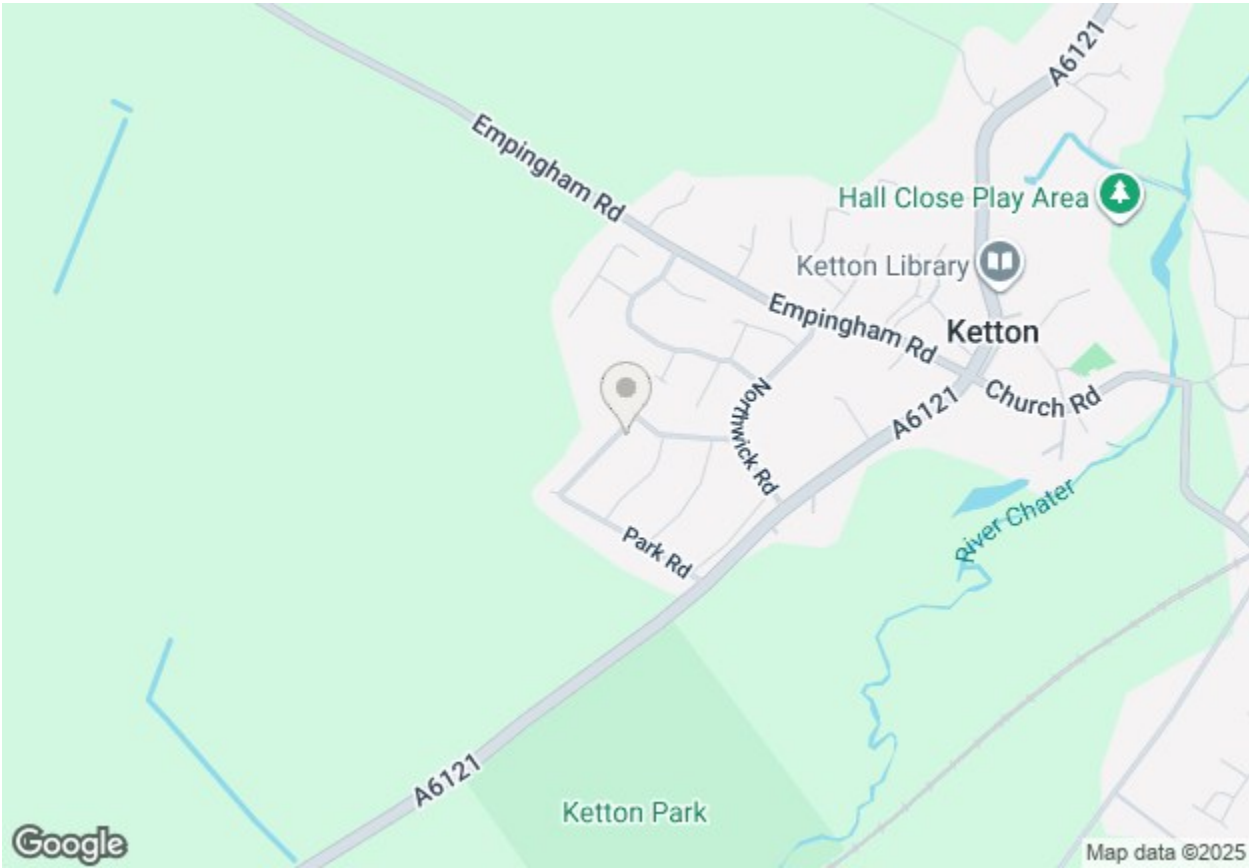 A6121
Empingham Rd
Hall Close Play Area
Ketton Library
Empingham Rd
Ketton
Northwick Rd
Church Rd
A6121
River Chater
Park Rd
A6121
Ketton Park
Google
Map data ©2025